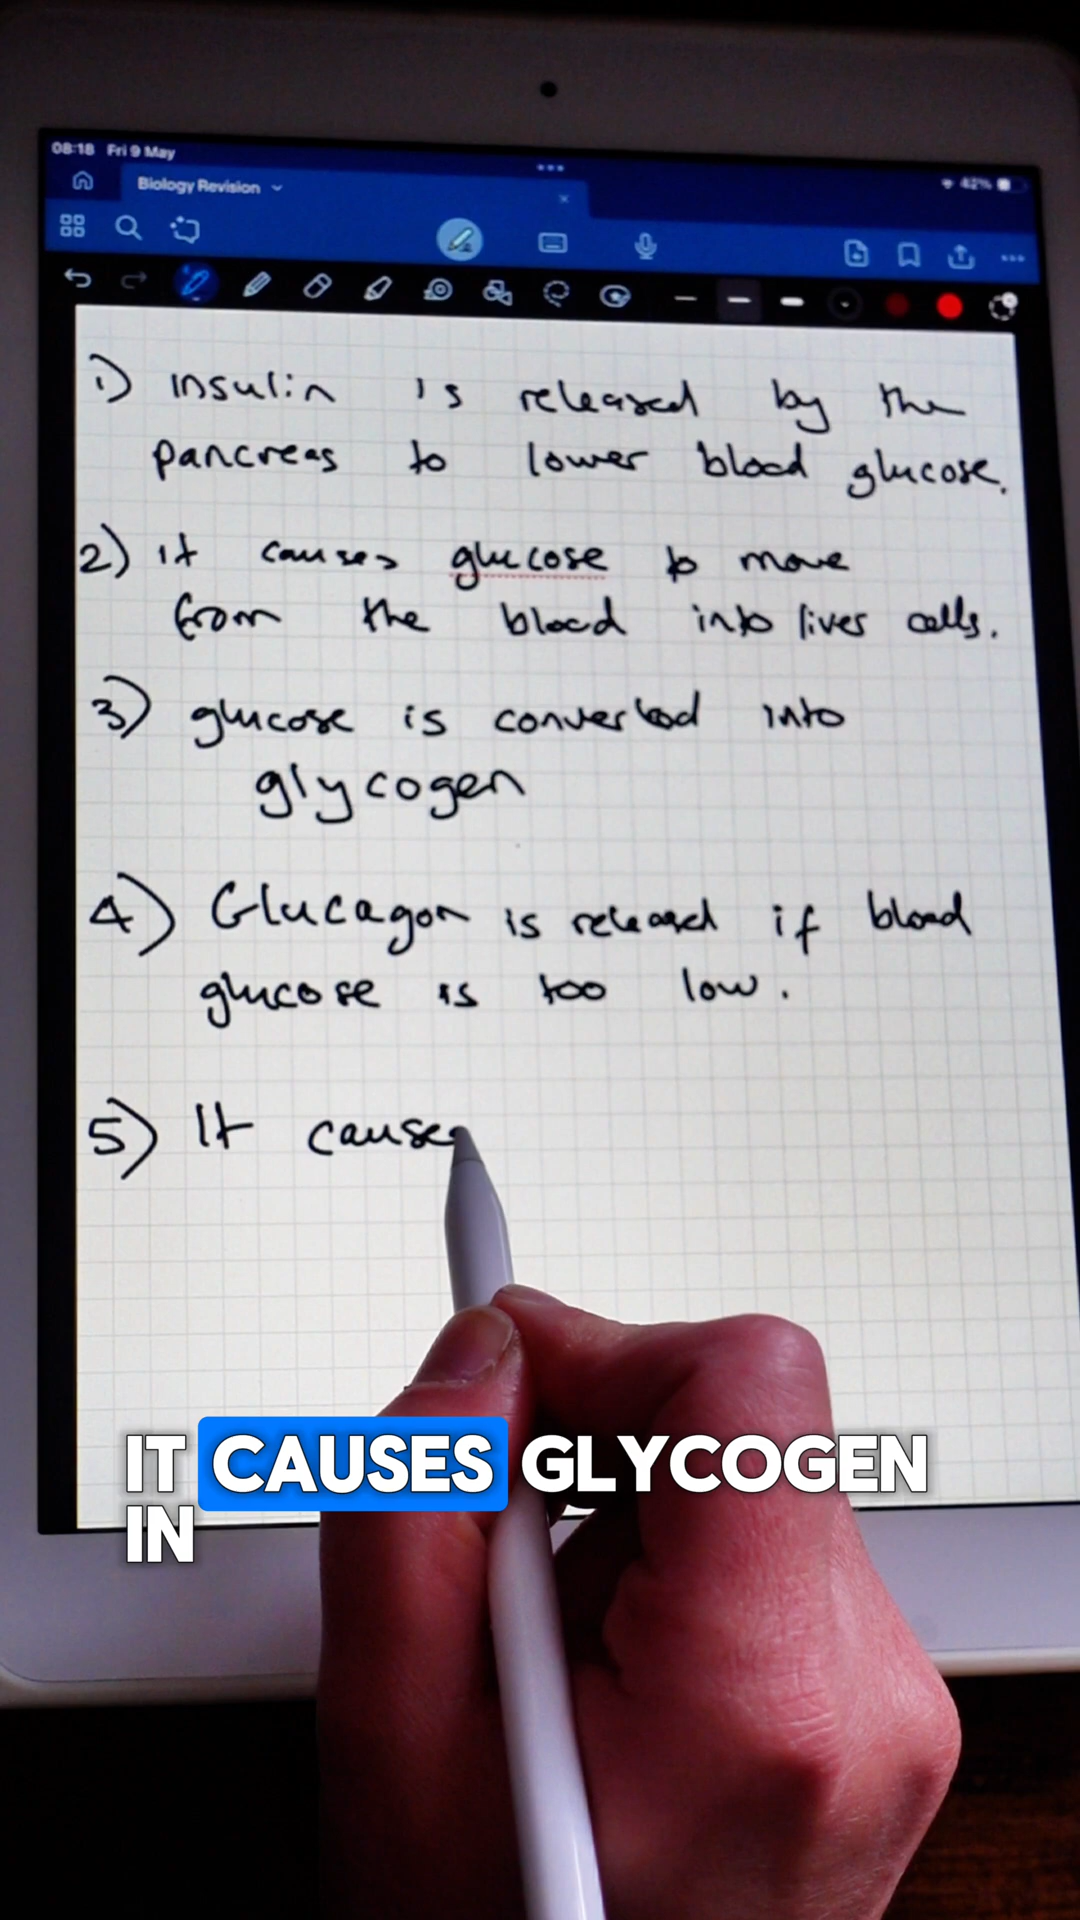 08:18 Fri 9 May
42%
Biology Revision
1) insulin is released by the
pancreas to lower blood glucose.
2) it causes glucose to move
from the blood into liver cells.
3) glucose is converted into
glycogen
4) Glucagon is released if blood
glucose is too low.
5) It causes
IT CAUSES GLYCOGEN
IN